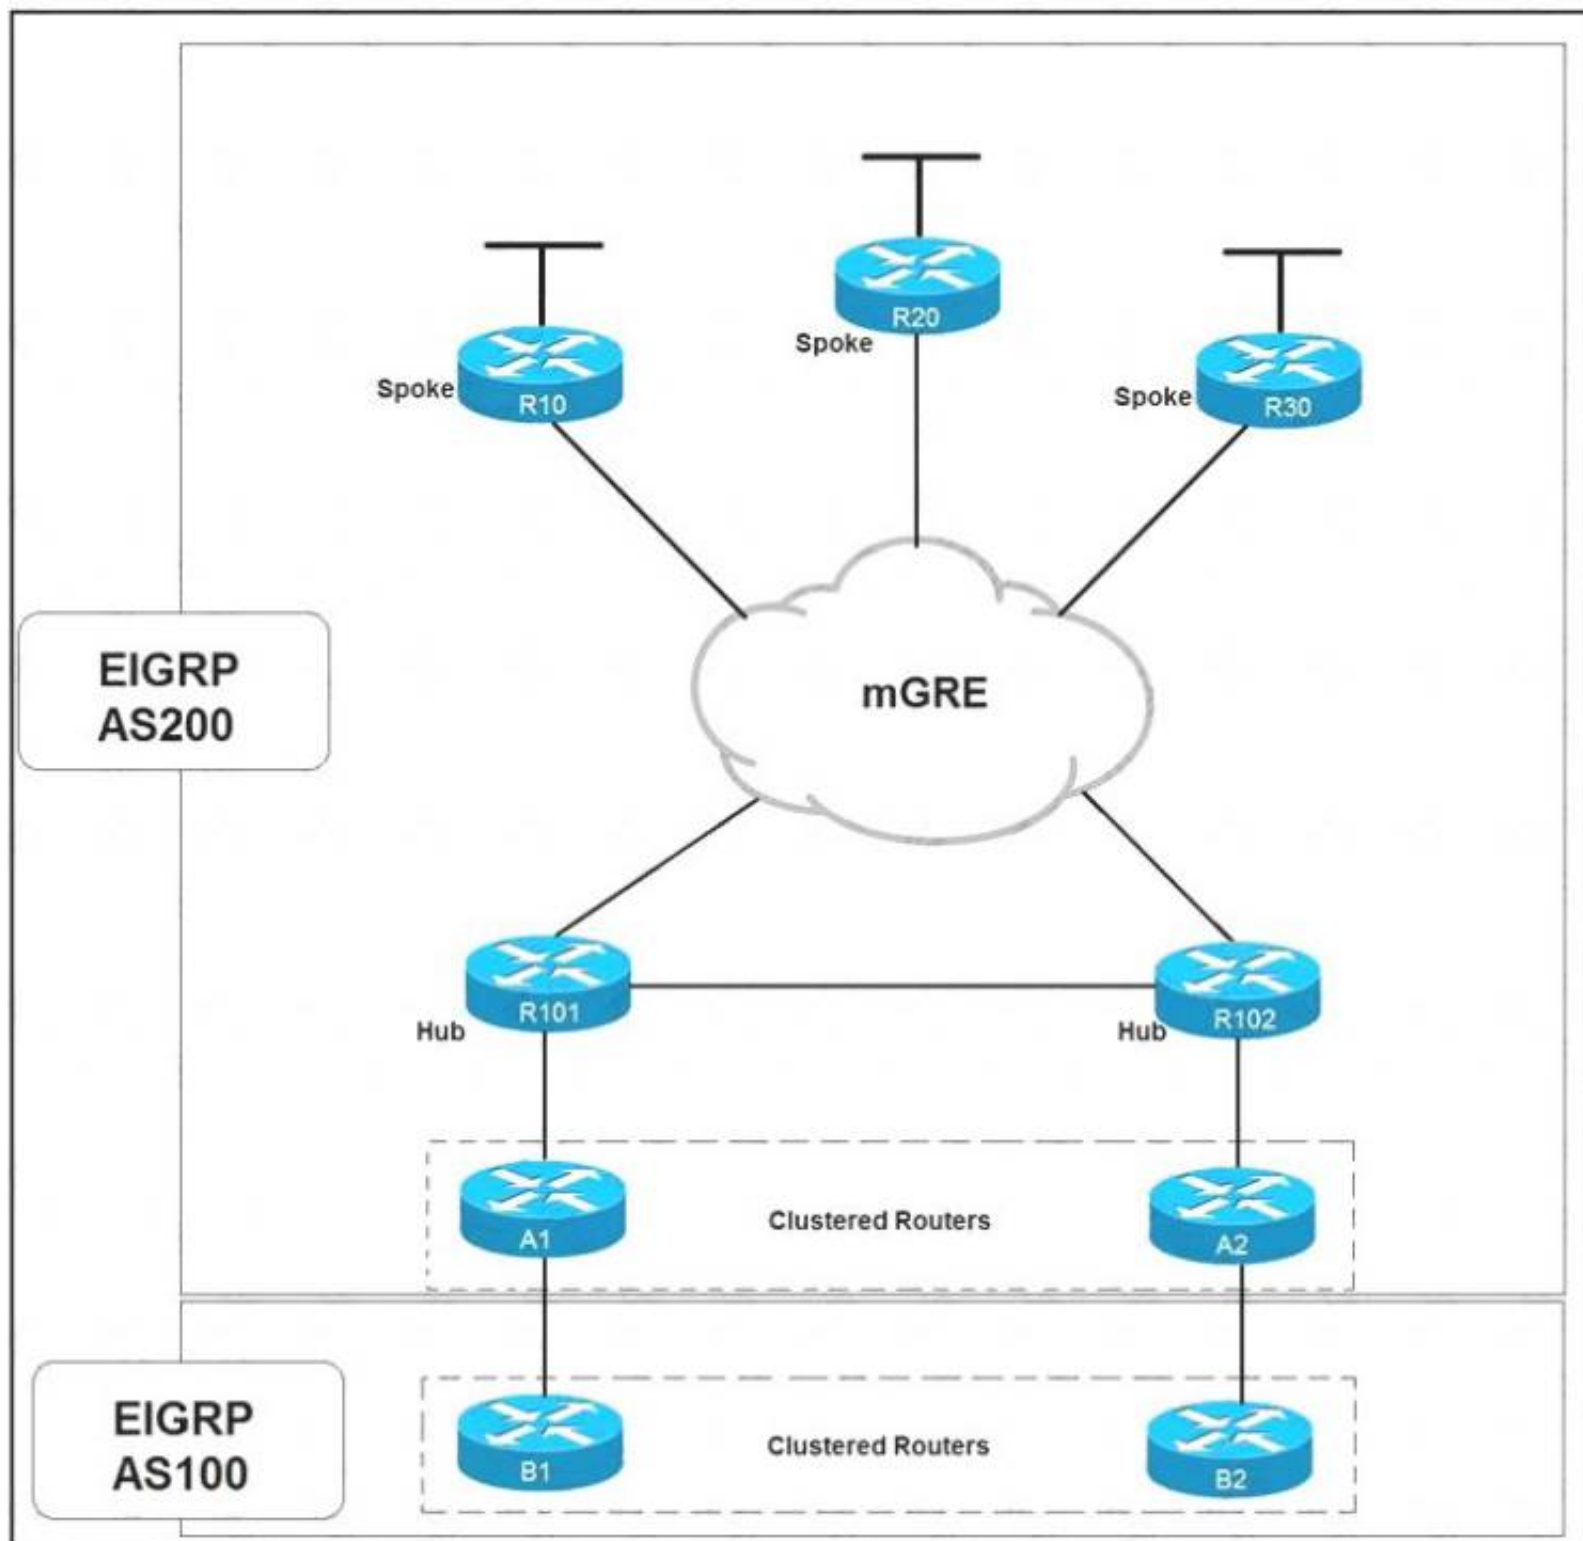 R20
Spoke
Spoke
R10
Spoke
R30
EIGRP
AS200
mGRE
R101
Hub
R102
Hub
A1
Clustered Routers
A2
EIGRP
AS100
B1
Clustered Routers
B2